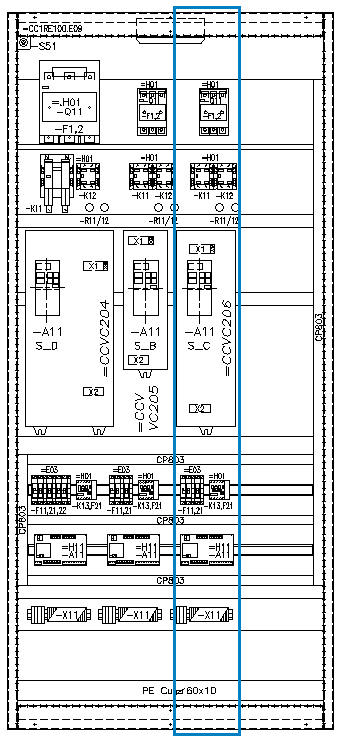 =CC1RE100.E09
-S51
=.H01
-Q11
-F1,2
=H01
-Q11
-F1,2
=H01
-Q11
-F1,2
=H01 =H01 =H01
-K11 -K12 -K11 -K12 -K11 -K12
-R11/12 -R11/12 -R11/12
X1 X1 X1
-A11 -A11 -A11
S_D S_B S_C
X2 X2 X2
=CCVC204
=CCV
VC205
=CCVC206
CP803
CP803
=E03 =H01 =E03 =H01 =E03 =H01
-F11,21,22 -K13,F21 -F11,21 -K13,F21 -F11,21 -K13,F21
CP803
CP803
=H11 =H11 =H11
-A11 -A11 -A11
CP803
-X11 -X11 -X11
60x10